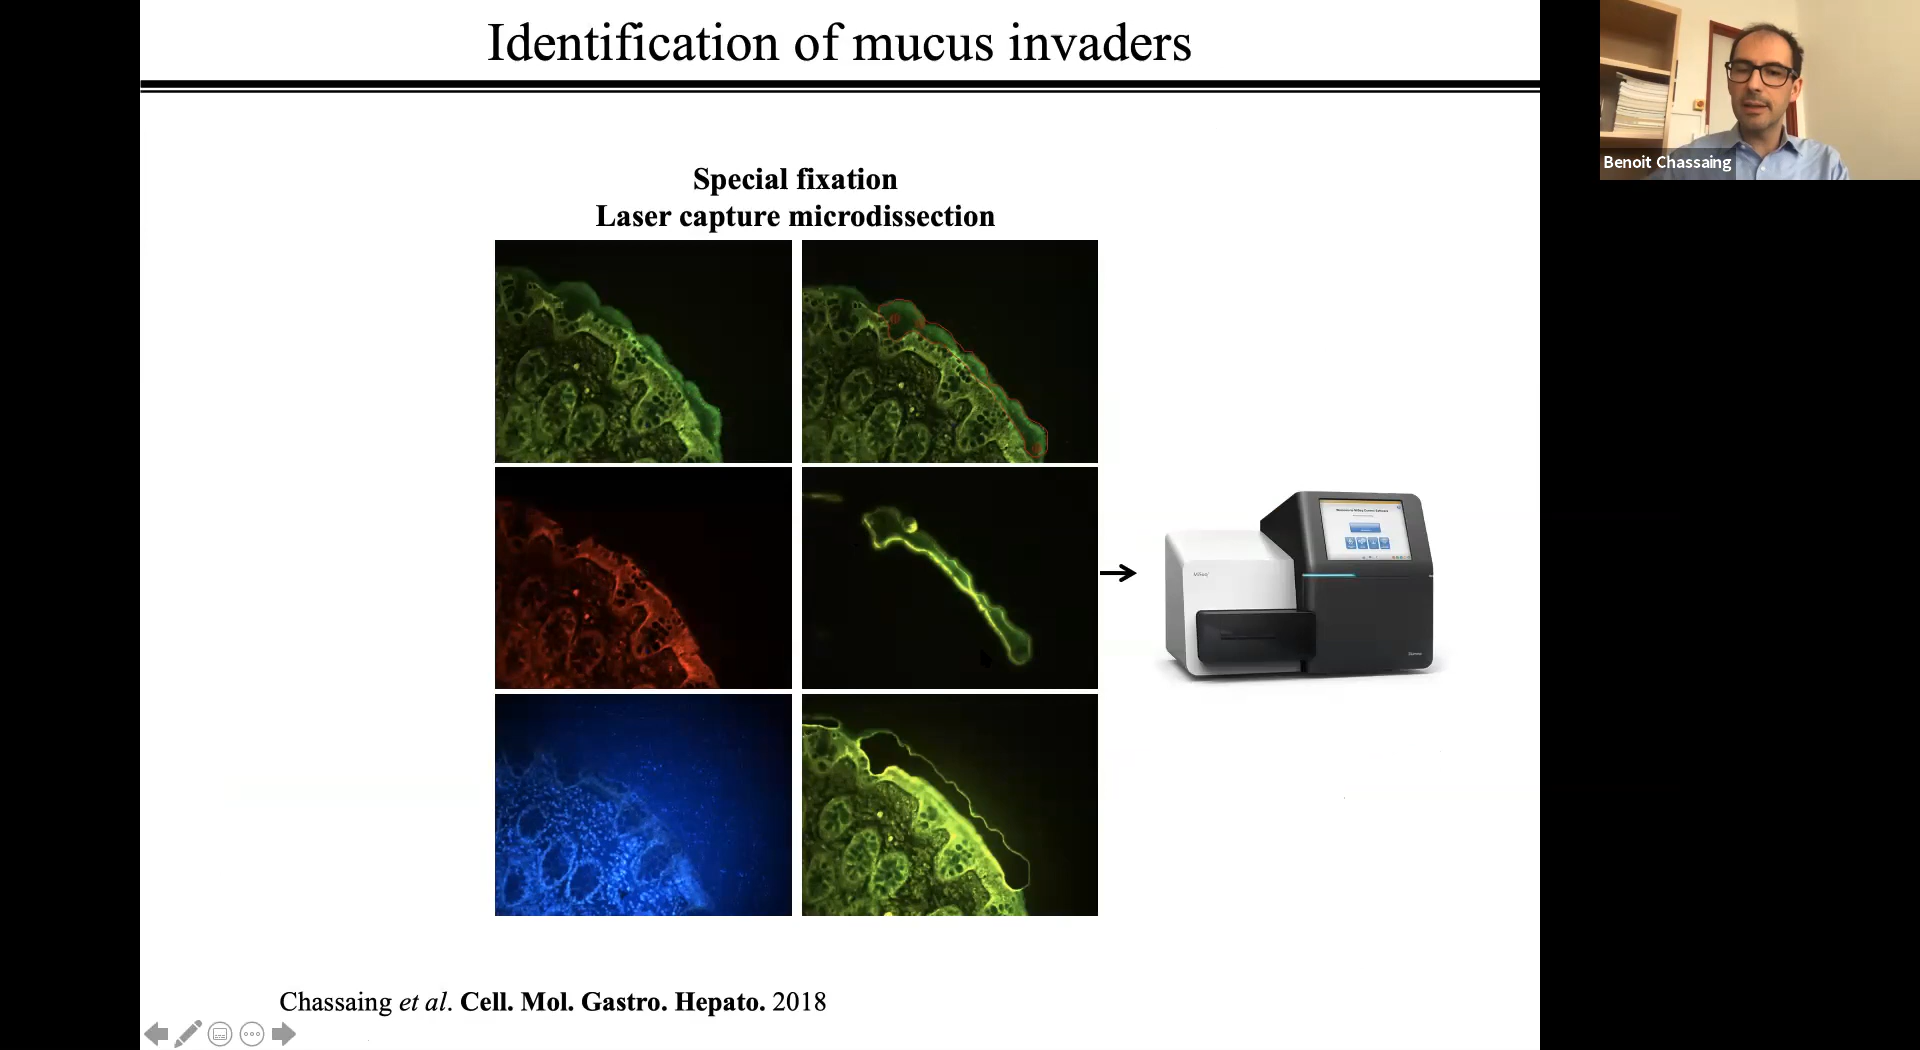 Identification of mucus invaders
Benoit Chassaing
Special fixation
Laser capture microdissection
MiSeq
Chassaing et al. Cell. Mol. Gastro. Hepato. 2018